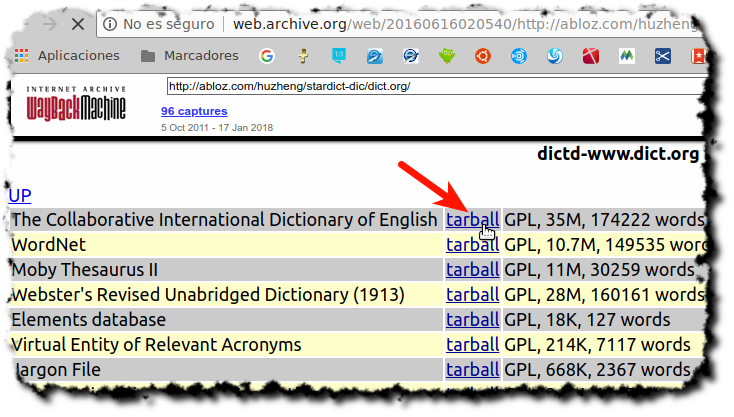 No es seguro web.archive.org/web/20160616020540/http://abloz.com/huzheng
Aplicaciones Marcadores
INTERNET ARCHIVE
WayBackMachine
http://abloz.com/huzheng/stardict-dic/dict.org/
96 captures
5 Oct 2011 - 17 Jan 2018
dictd-www.dict.org
UP
The Collaborative International Dictionary of English tarball GPL, 35M, 174222 words
WordNet tarball GPL, 10.7M, 149535 words
Moby Thesaurus II tarball GPL, 11M, 30259 words
Webster's Revised Unabridged Dictionary (1913) tarball GPL, 28M, 160161 words
Elements database tarball GPL, 18K, 127 words
Virtual Entity of Relevant Acronyms tarball GPL, 214K, 7117 words
Jargon File tarball GPL, 668K, 2367 words